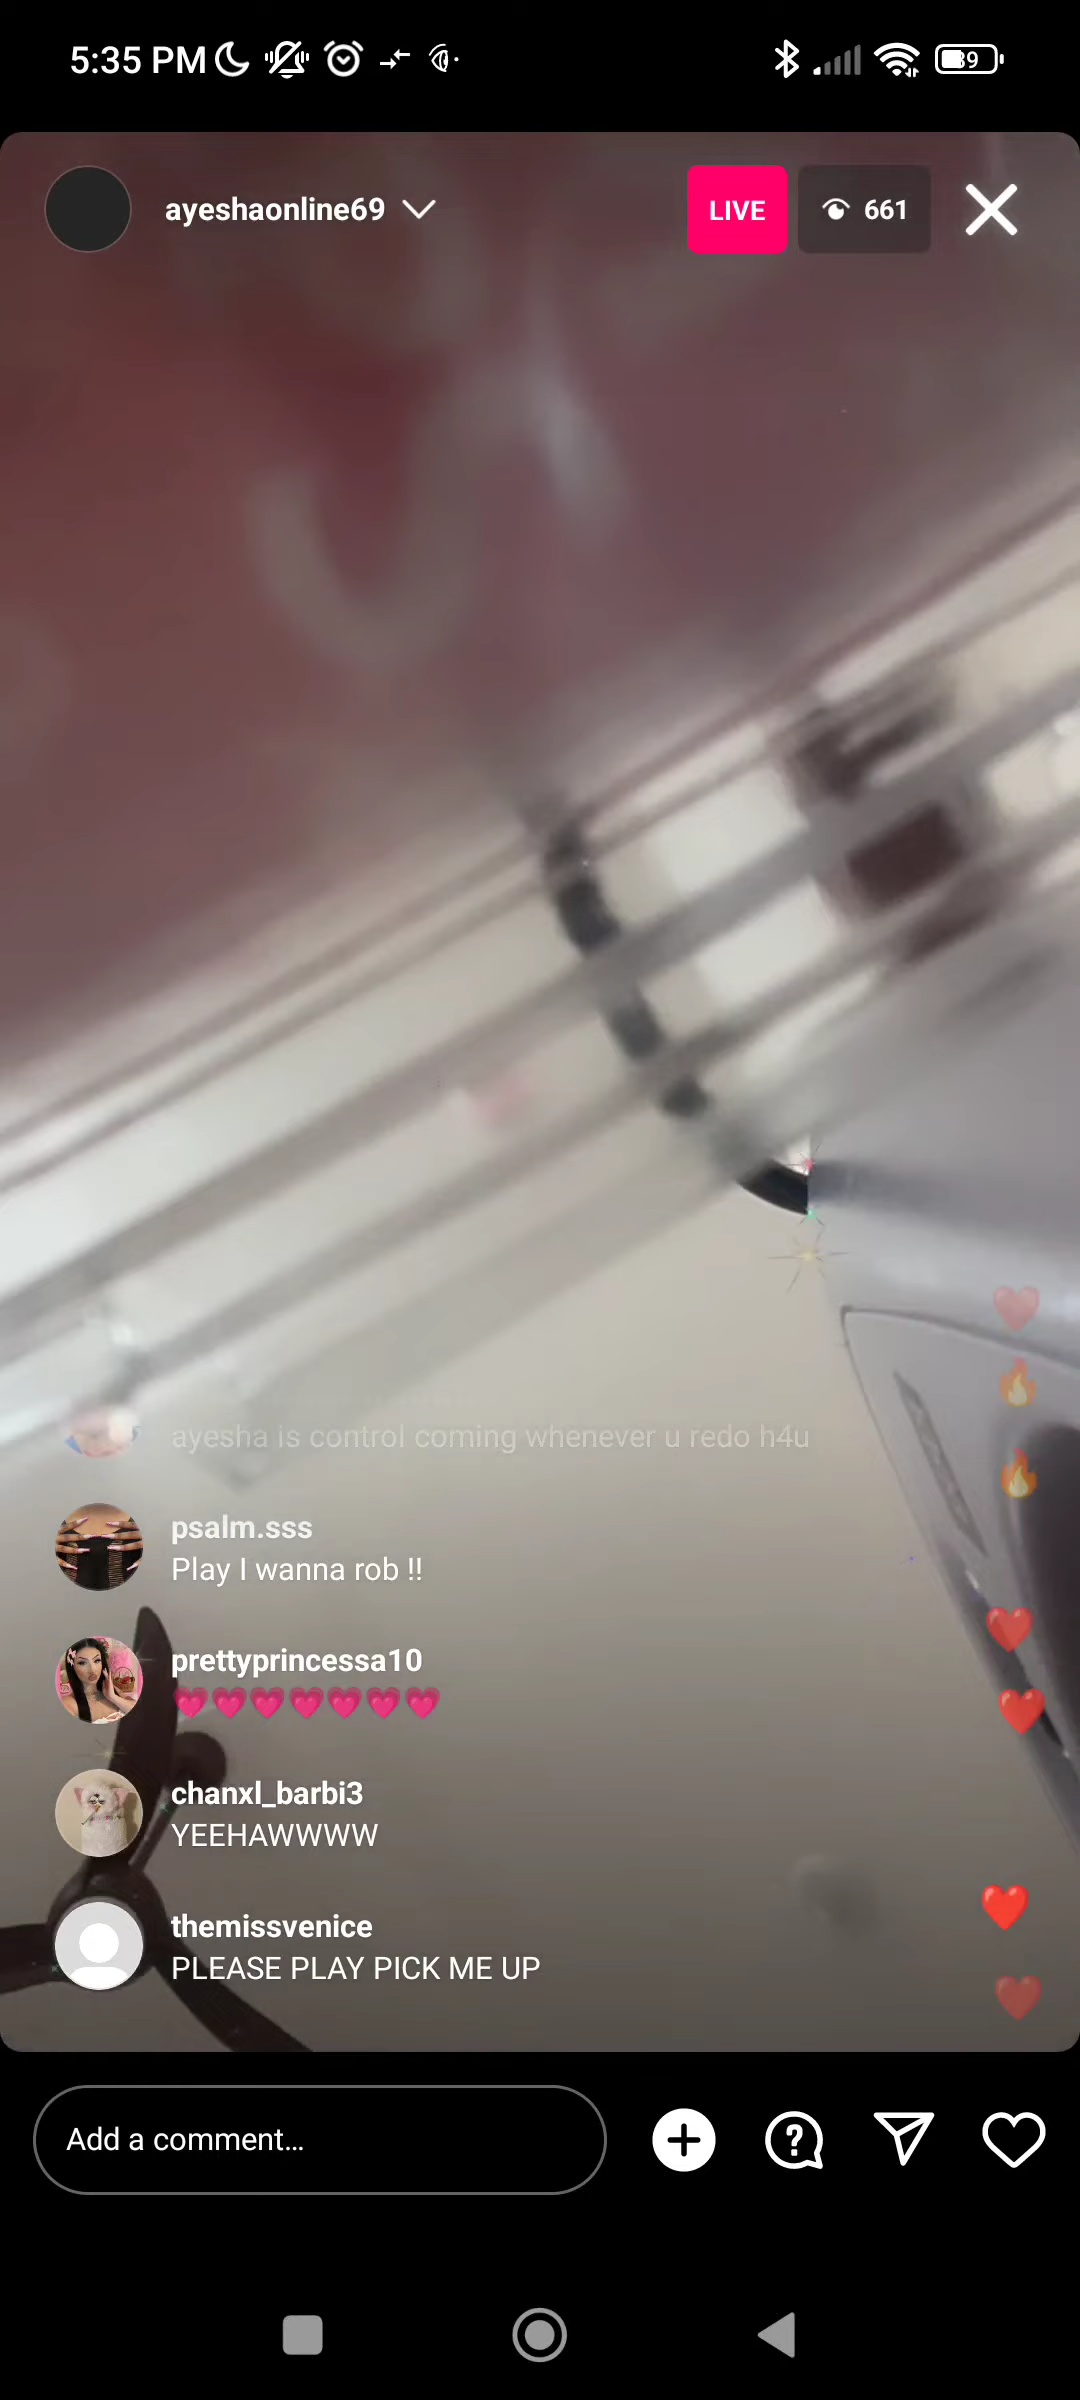 5:35 PM
39
ayeshaonline69
LIVE
661
ayesha is control coming whenever u redo h4u
psalm.sss
Play I wanna rob !!
prettyprincessa10
💗💗💗💗💗💗💗
chanxl_barbi3
YEEHAWWWW
themissvenice
PLEASE PLAY PICK ME UP
Add a comment...